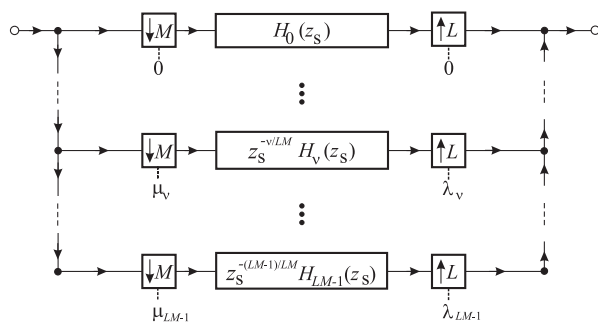 ↓M H₀(z_s) ↑L
0 0
↓M z_s^{-ν/LM} H_ν(z_s) ↑L
μ_ν λ_ν
↓M z_s^{-(LM-1)/LM} H_{LM-1}(z_s) ↑L
μ_{LM-1} λ_{LM-1}